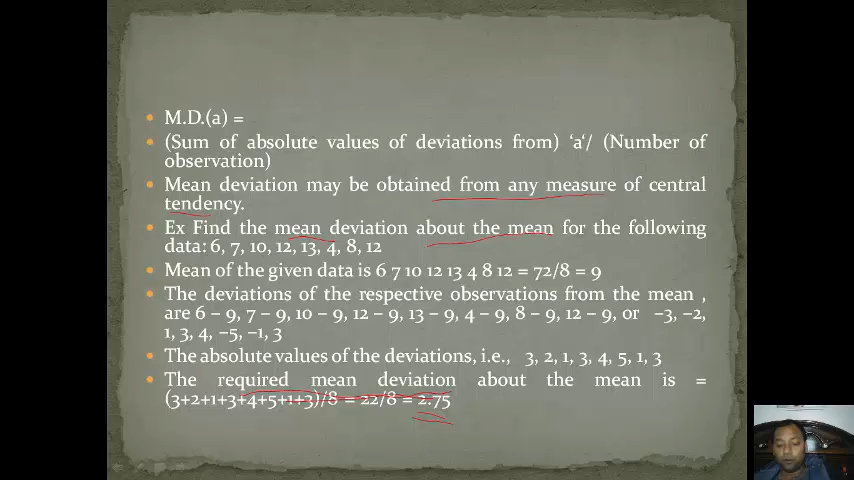 M.D.(a) =
(Sum of absolute values of deviations from) ‘a‘/ (Number of
observation)
Mean deviation may be obtained from any measure of central
tendency.
Ex Find the mean deviation about the mean for the following
data: 6, 7, 10, 12, 13, 4, 8, 12
Mean of the given data is 6 7 10 12 13 4 8 12 = 72/8 = 9
The deviations of the respective observations from the mean ,
are 6 – 9, 7 – 9, 10 – 9, 12 – 9, 13 – 9, 4 – 9, 8 – 9, 12 – 9, or –3, –2,
1, 3, 4, –5, –1, 3
The absolute values of the deviations, i.e., 3, 2, 1, 3, 4, 5, 1, 3
The required mean deviation about the mean is =
(3+2+1+3+4+5+1+3)/8 = 22/8 = 2.75